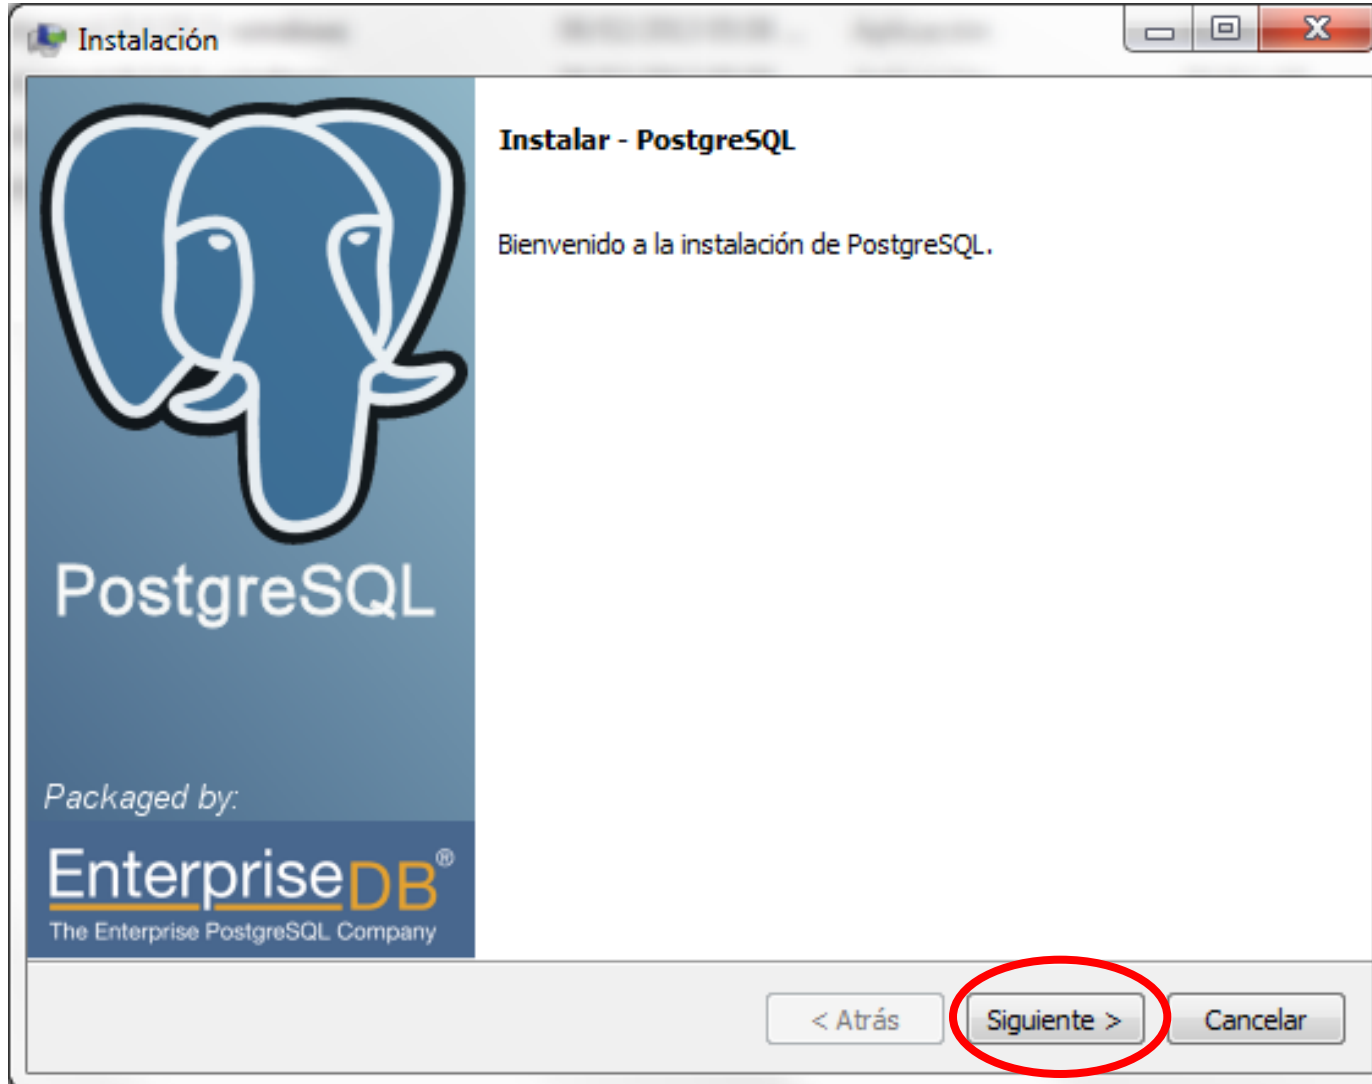 Instalación
Instalar - PostgreSQL
Bienvenido a la instalación de PostgreSQL.
PostgreSQL
Packaged by:
EnterpriseDB®
The Enterprise PostgreSQL Company
< Atrás
Siguiente >
Cancelar